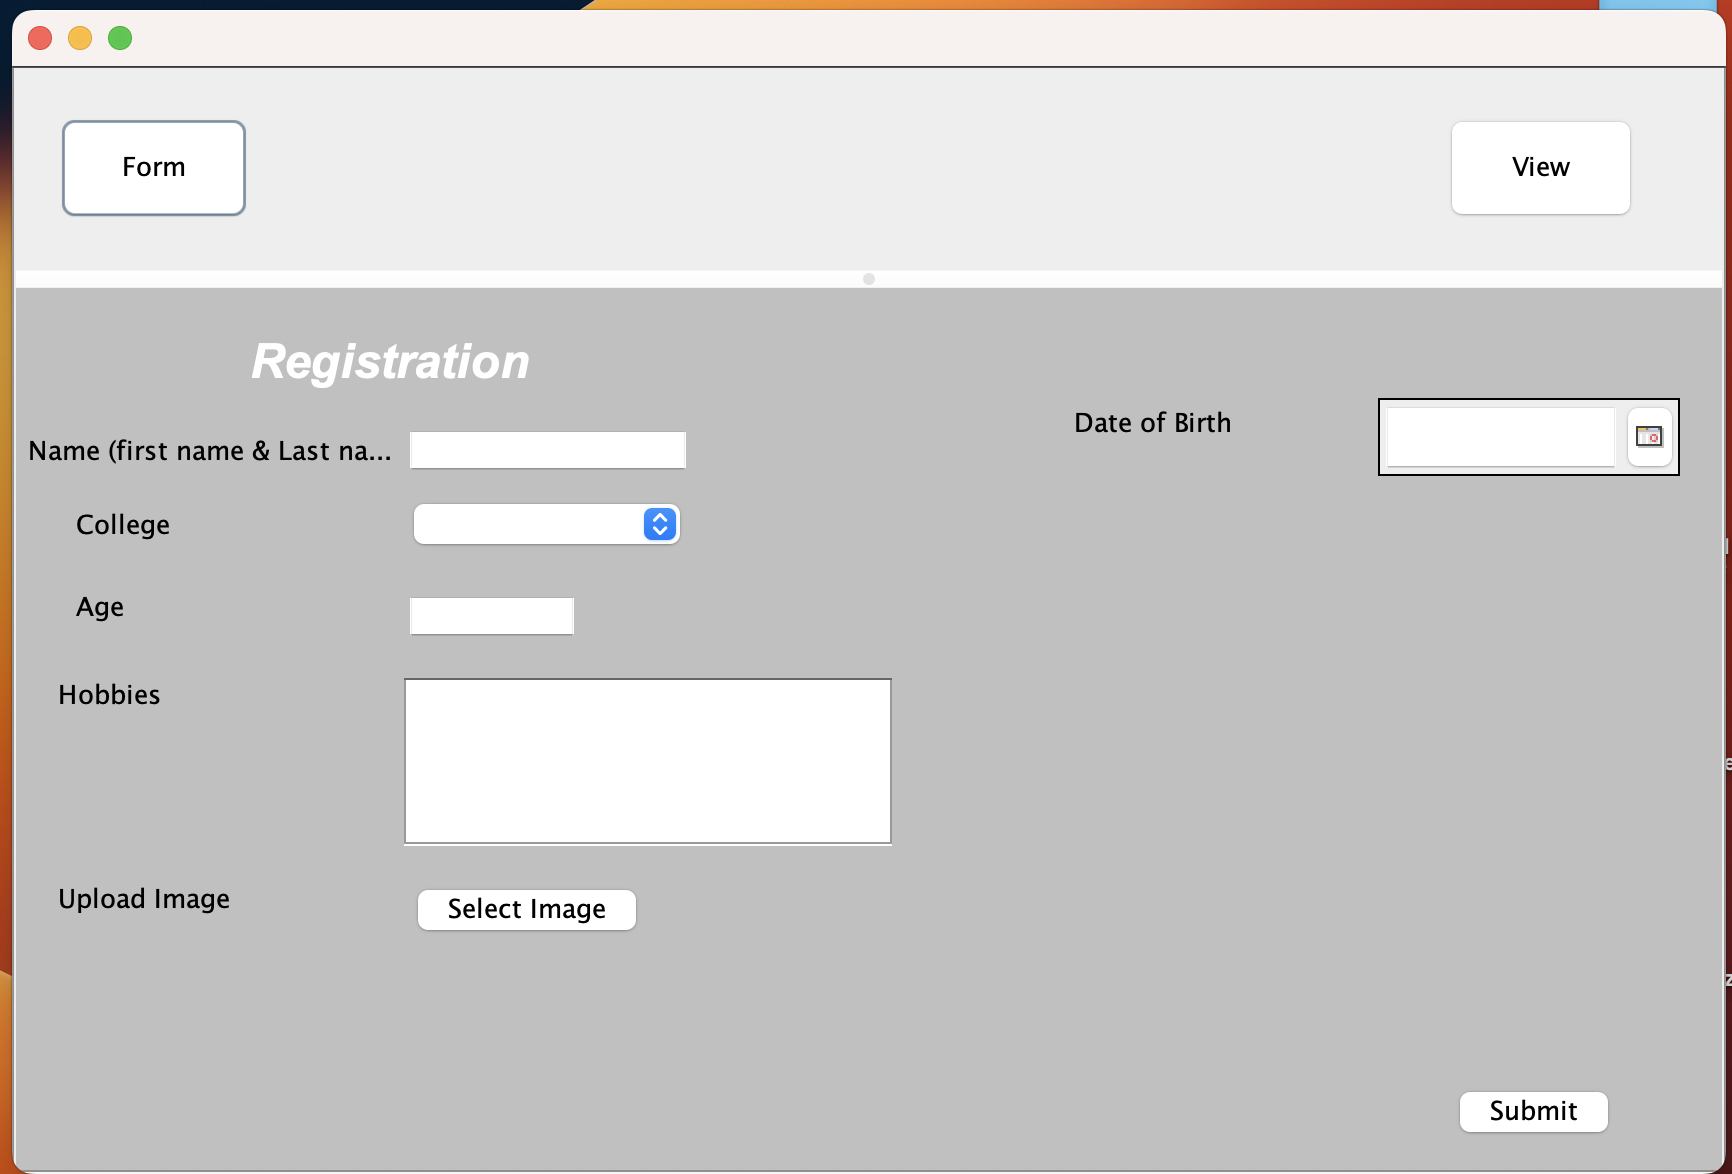 Form
View
Registration
Name (first name & Last na...
Date of Birth
College
Age
Hobbies
Upload Image
Select Image
Submit